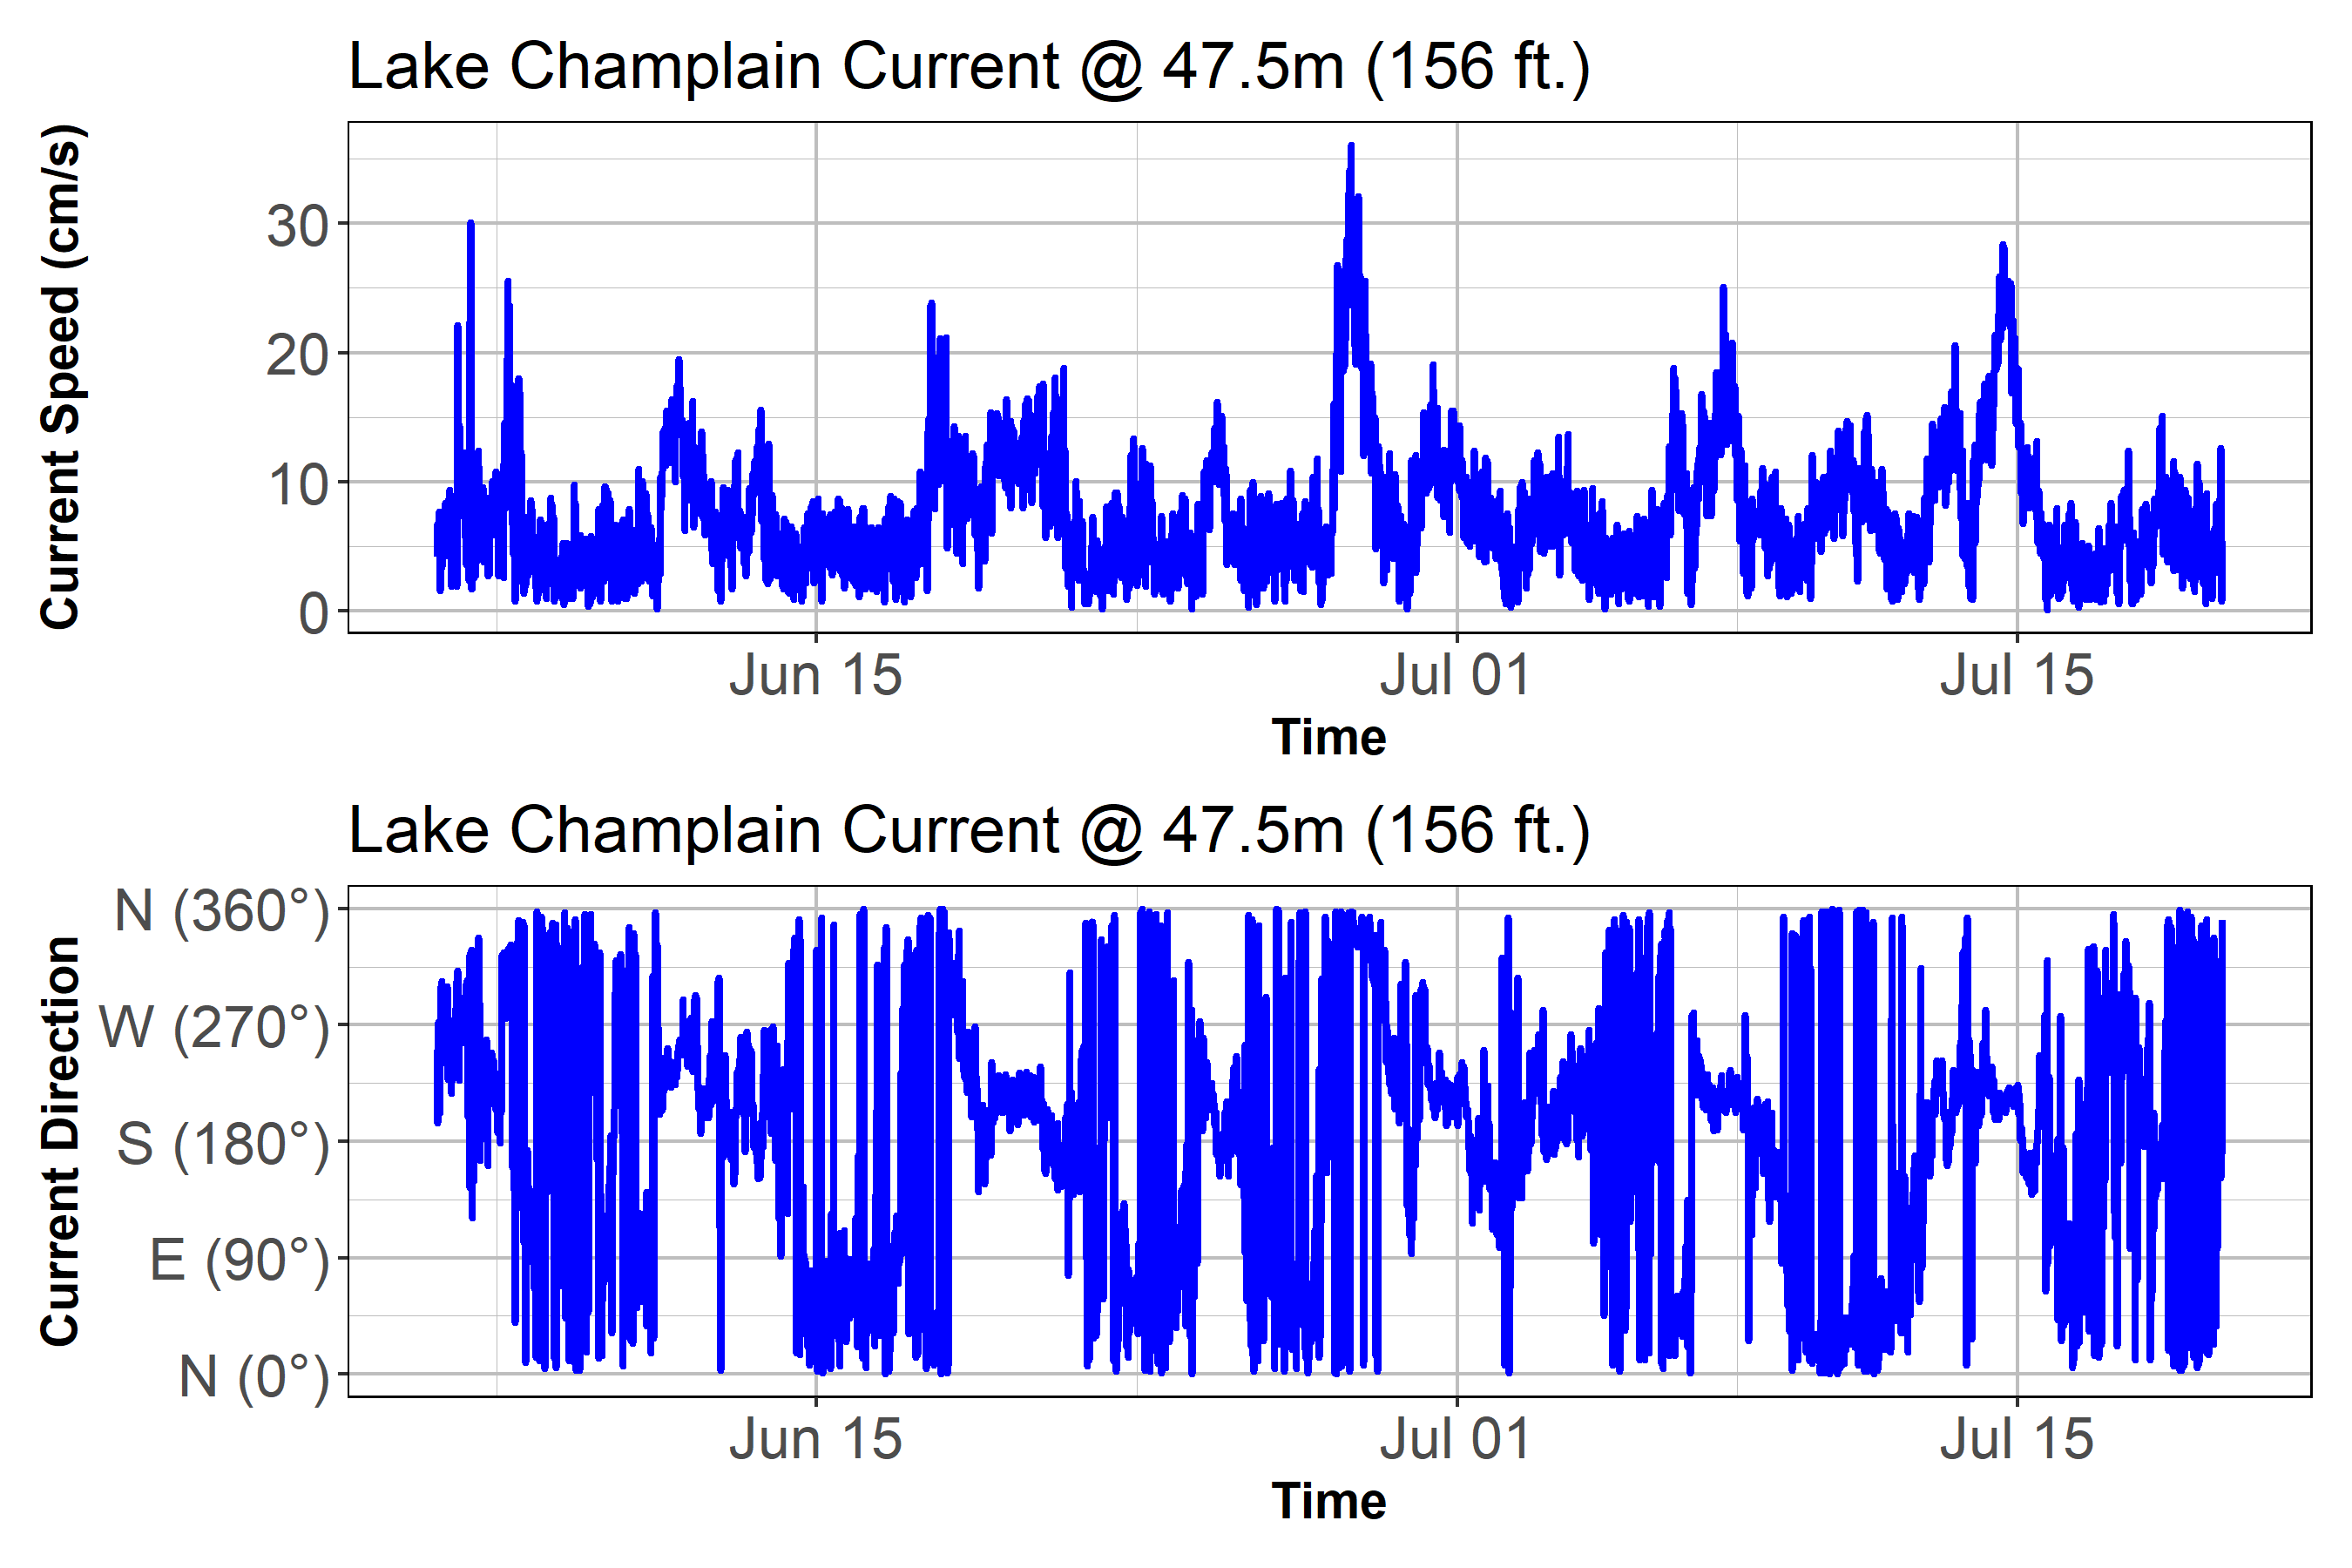 Lake Champlain Current @ 47.5m (156 ft.)
Current Speed (cm/s)
30
20
10
0
Jun 15 Jul 01 Jul 15
Time
Lake Champlain Current @ 47.5m (156 ft.)
Current Direction
N (360°)
W (270°)
S (180°)
E (90°)
N (0°)
Jun 15 Jul 01 Jul 15
Time